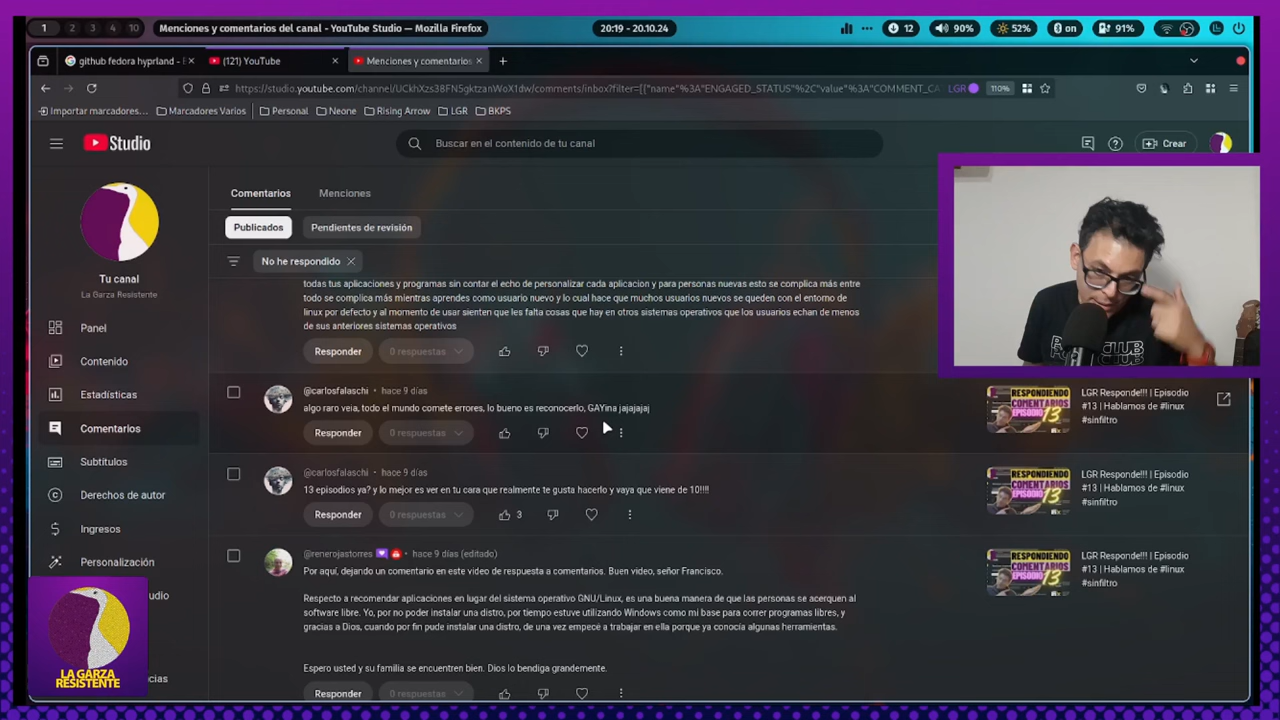 1 2 3 4 10
Menciones y comentarios del canal - YouTube Studio — Mozilla Firefox
20:19 - 20.10.24
12
90%
52%
on
91%
github fedora hyprland -
(121) YouTube
Menciones y comentarios
https://studio.youtube.com/channel/UCkhXzs38FN5gktzanWoX1dw/comments/inbox?filter=[{"name"%3A"ENGAGED_STATUS"%2C"value"%3A"COMMENT_CA
LGR
110%
Importar marcadores...
Marcadores Varios
Personal
Neone
Rising Arrow
LGR
BKPS
Studio
Buscar en el contenido de tu canal
Crear
Comentarios
Menciones
Publicados
Pendientes de revisión
No he respondido
Tu canal
La Garza Resistente
Panel
Contenido
Estadísticas
Comentarios
Subtítulos
Derechos de autor
Ingresos
Personalización
LA GARZA
RESISTENTE
todas tus aplicaciones y programas sin contar el echo de personalizar cada aplicacion y para personas nuevas esto se complica más entre
todo se complica más mientras aprendes como usuario nuevo y lo cual hace que muchos usuarios nuevos se queden con el entorno de
linux por defecto y al momento de usar sienten que les falta cosas que hay en otros sistemas operativos que los usuarios echan de menos
de sus anteriores sistemas operativos
Responder
0 respuestas
@carlosfalaschi • hace 9 días
algo raro veia, todo el mundo comete errores, lo bueno es reconocerlo, GAYina jajajajaj
Responder
0 respuestas
LGR Responde!!! | Episodio
#13 | Hablamos de #linux
#sinfiltro
RESPONDIENDO
COMENTARIOS
EPISODIO
13
@carlosfalaschi • hace 9 días
13 episodios ya? y lo mejor es ver en tu cara que realmente te gusta hacerlo y vaya que viene de 10!!!!
Responder
0 respuestas
3
LGR Responde!!! | Episodio
#13 | Hablamos de #linux
#sinfiltro
RESPONDIENDO
COMENTARIOS
EPISODIO
13
@renerojastorres hace 9 días (editado)
Por aquí, dejando un comentario en este video de respuesta a comentarios. Buen video, señor Francisco.
Respecto a recomendar aplicaciones en lugar del sistema operativo GNU/Linux, es una buena manera de que las personas se acerquen al
software libre. Yo, por no poder instalar una distro, por tiempo estuve utilizando Windows como mi base para correr programas libres, y
gracias a Dios, cuando por fin pude instalar una distro, de una vez empecé a trabajar en ella porque ya conocía algunas herramientas.
Espero usted y su familia se encuentren bien. Dios lo bendiga grandemente.
Responder
0 respuestas
LGR Responde!!! | Episodio
#13 | Hablamos de #linux
#sinfiltro
RESPONDIENDO
COMENTARIOS
EPISODIO
13